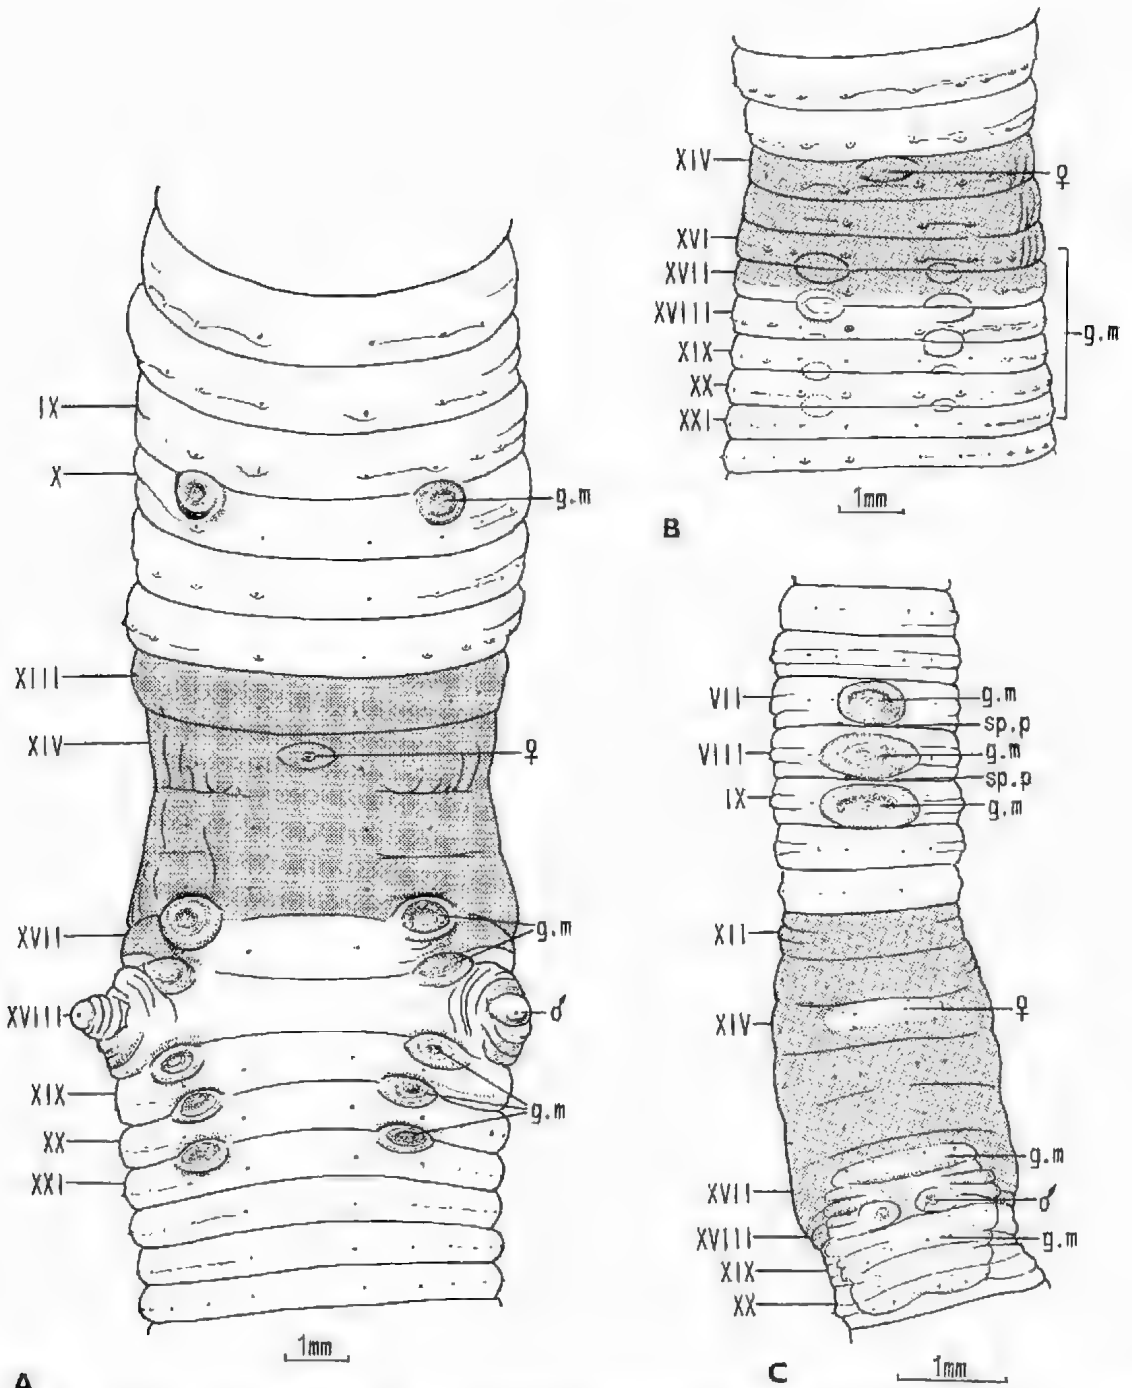 IX
X
g.m
XIII
XIV
♀
g.m
XVII
XVIII
♂
g.m
XIX
XX
XXI
1mm
A
XIV
♀
XVI
XVII
XVIII
g.m
XIX
XX
XXI
1mm
B
VII
g.m
sp.p
VIII
g.m
sp.p
IX
g.m
XII
♀
XIV
g.m
XVII
♂
XVIII
g.m
XIX
XX
1mm
C